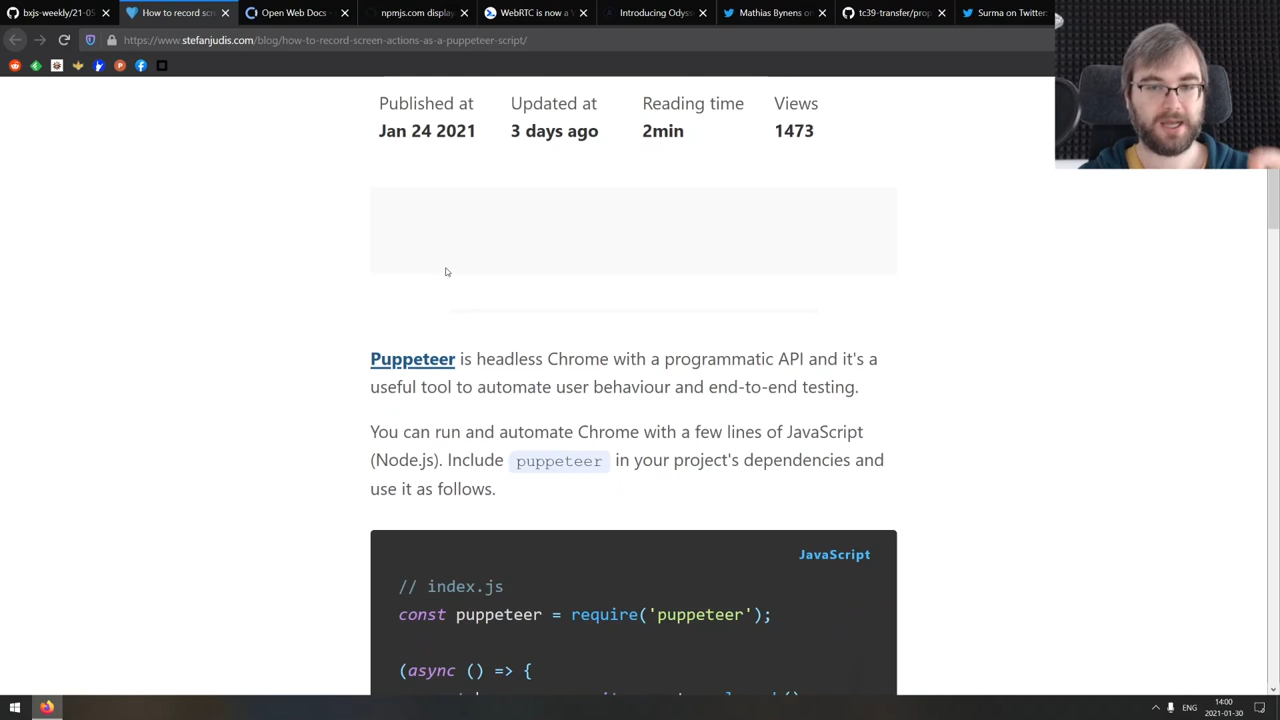 bxjs-weekly/21-05
How to record scre
Open Web Docs -
npmjs.com display
WebRTC is now a W
Introducing Odyss
Mathias Bynens on
tc39-transfer/prop
Surma on Twitter:
https://www.stefanjudis.com/blog/how-to-record-screen-actions-as-a-puppeteer-script/
Published at
Updated at
Reading time
Views
Jan 24 2021
3 days ago
2min
1473
Puppeteer is headless Chrome with a programmatic API and it's a
useful tool to automate user behaviour and end-to-end testing.
You can run and automate Chrome with a few lines of JavaScript
(Node.js). Include puppeteer in your project's dependencies and
use it as follows.
JavaScript
// index.js
const puppeteer = require('puppeteer');
(async () => {
ENG
14:00
2021-01-30